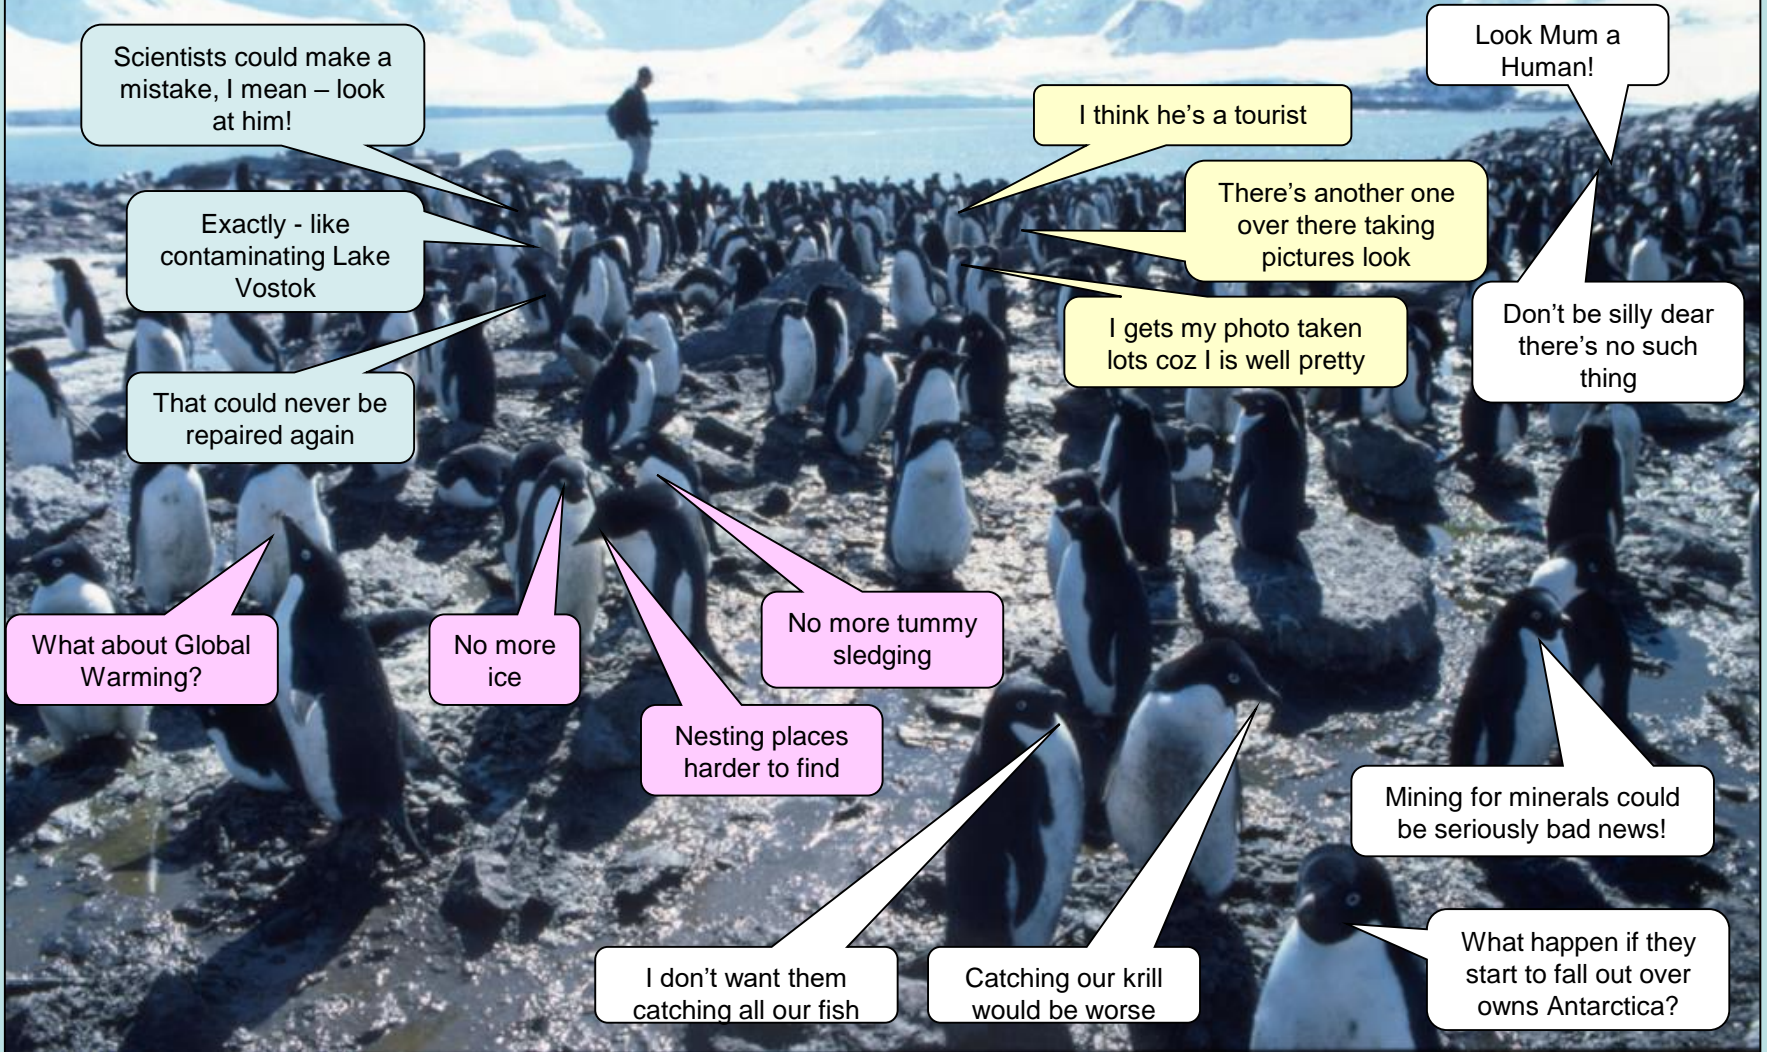 Scientists could make a
mistake, I mean – look
at him!
Exactly - like
contaminating Lake
Vostok
That could never be
repaired again
I think he's a tourist
There's another one
over there taking
pictures look
I gets my photo taken
lots coz I is well pretty
Look Mum a
Human!
Don't be silly dear
there's no such
thing
What about Global
Warming?
No more
ice
Nesting places
harder to find
No more tummy
sledging
I don't want them
catching all our fish
Catching our krill
would be worse
Mining for minerals could
be seriously bad news!
What happen if they
start to fall out over
owns Antarctica?